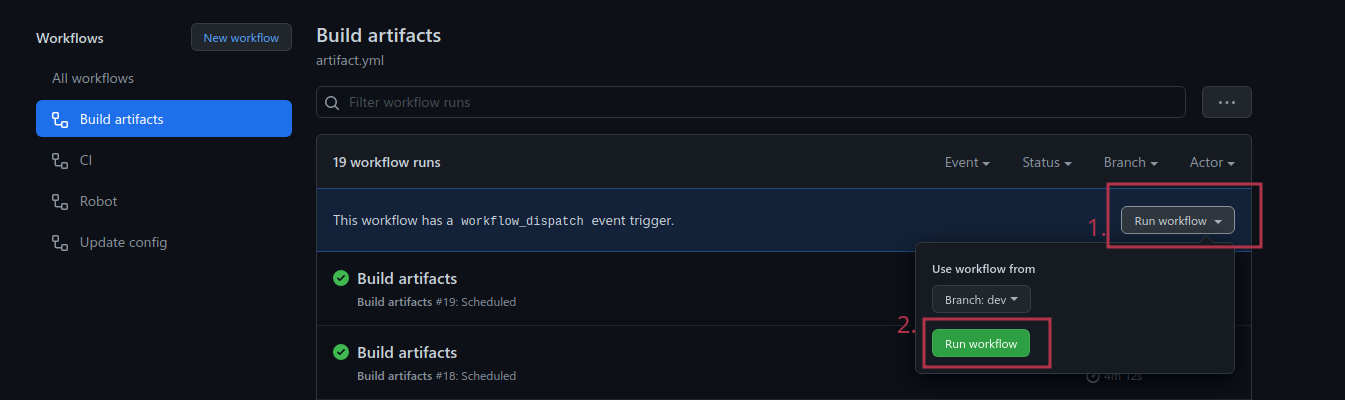 Workflows
New workflow
All workflows
Build artifacts
CI
Robot
Update config
Build artifacts
artifact.yml
Filter workflow runs
19 workflow runs
Event
Status
Branch
Actor
This workflow has a workflow_dispatch event trigger.
1.
Run workflow
Use workflow from
Branch: dev
2.
Run workflow
Build artifacts
Build artifacts #19: Scheduled
Build artifacts
Build artifacts #18: Scheduled
4m 12s